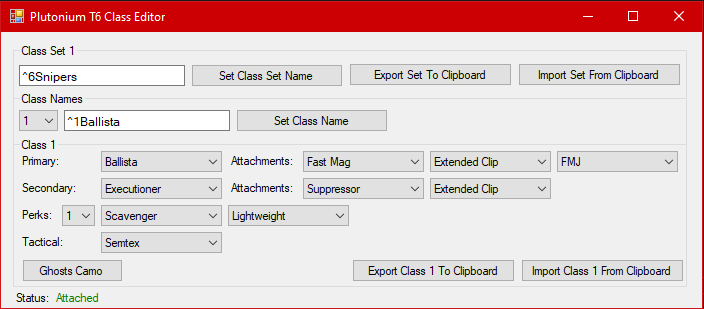 Plutonium T6 Class Editor
Class Set 1
^6Snipers Set Class Set Name Export Set To Clipboard Import Set From Clipboard
Class Names
1 ^1Ballista Set Class Name
Class 1
Primary: Ballista Attachments: Fast Mag Extended Clip FMJ
Secondary: Executioner Attachments: Suppressor Extended Clip
Perks: 1 Scavenger Lightweight
Tactical: Semtex
Ghosts Camo Export Class 1 To Clipboard Import Class 1 From Clipboard
Status: Attached